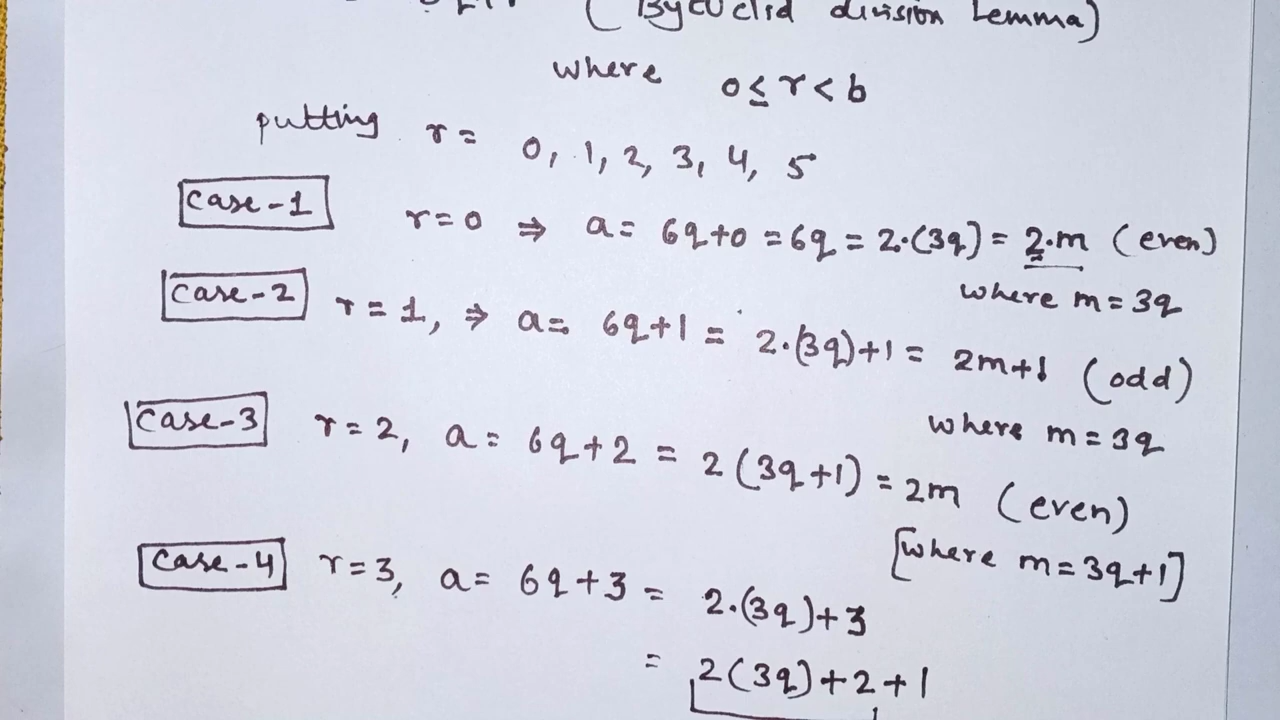 (By Euclid division Lemma)
where 0≤r<b
putting r= 0, 1, 2, 3, 4, 5
Case-1 r=0 ⇒ a= 6q+0 =6q = 2·(3q) = 2·m (even)
where m=3q
Case-2 r=1, ⇒ a= 6q+1 = 2·(3q)+1 = 2m+1 (odd)
where m=3q
Case-3 r=2, a= 6q+2 = 2(3q+1) = 2m (even)
[where m=3q+1]
Case-4 r=3, a= 6q+3 = 2·(3q)+3
= 2(3q)+2+1